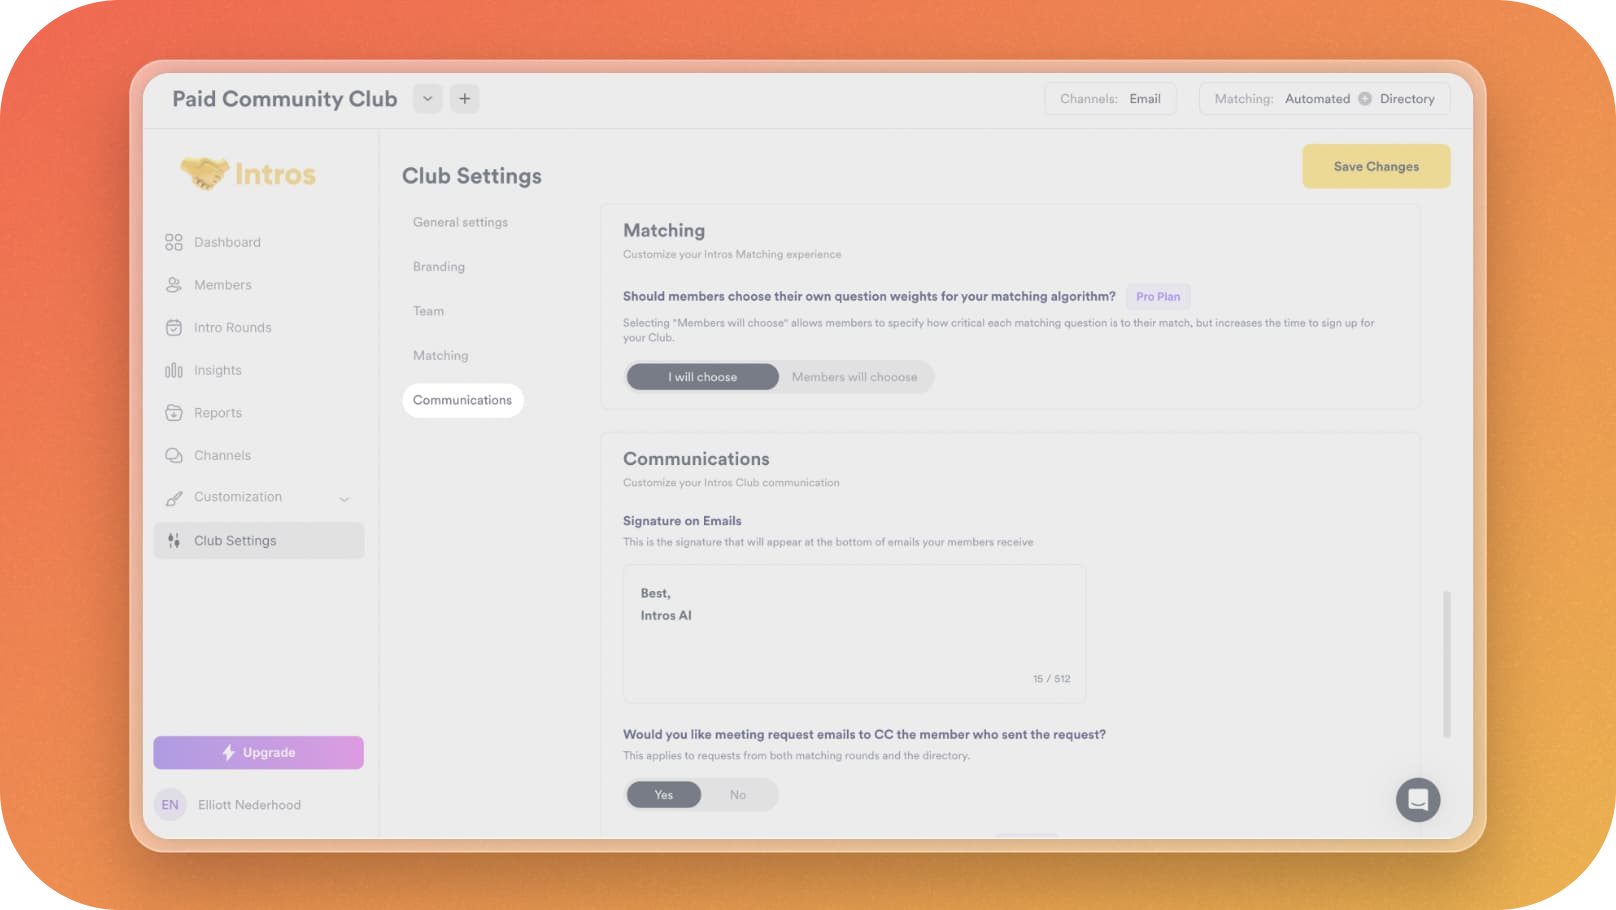 Paid Community Club
Channels: Email
Matching: Automated Directory
Intros
Dashboard
Members
Intro Rounds
Insights
Reports
Channels
Customization
Club Settings
Upgrade
EN Elliott Nederhood
Club Settings
Save Changes
General settings
Branding
Team
Matching
Communications
Matching
Customize your Intros Matching experience
Should members choose their own question weights for your matching algorithm? Pro Plan
Selecting "Members will choose" allows members to specify how critical each matching question is to their match, but increases the time to sign up for
your Club.
I will choose Members will chooose
Communications
Customize your Intros Club communication
Signature on Emails
This is the signature that will appear at the bottom of emails your members receive
Best,
Intros AI
15 / 512
Would you like meeting request emails to CC the member who sent the request?
This applies to requests from both matching rounds and the directory.
Yes No